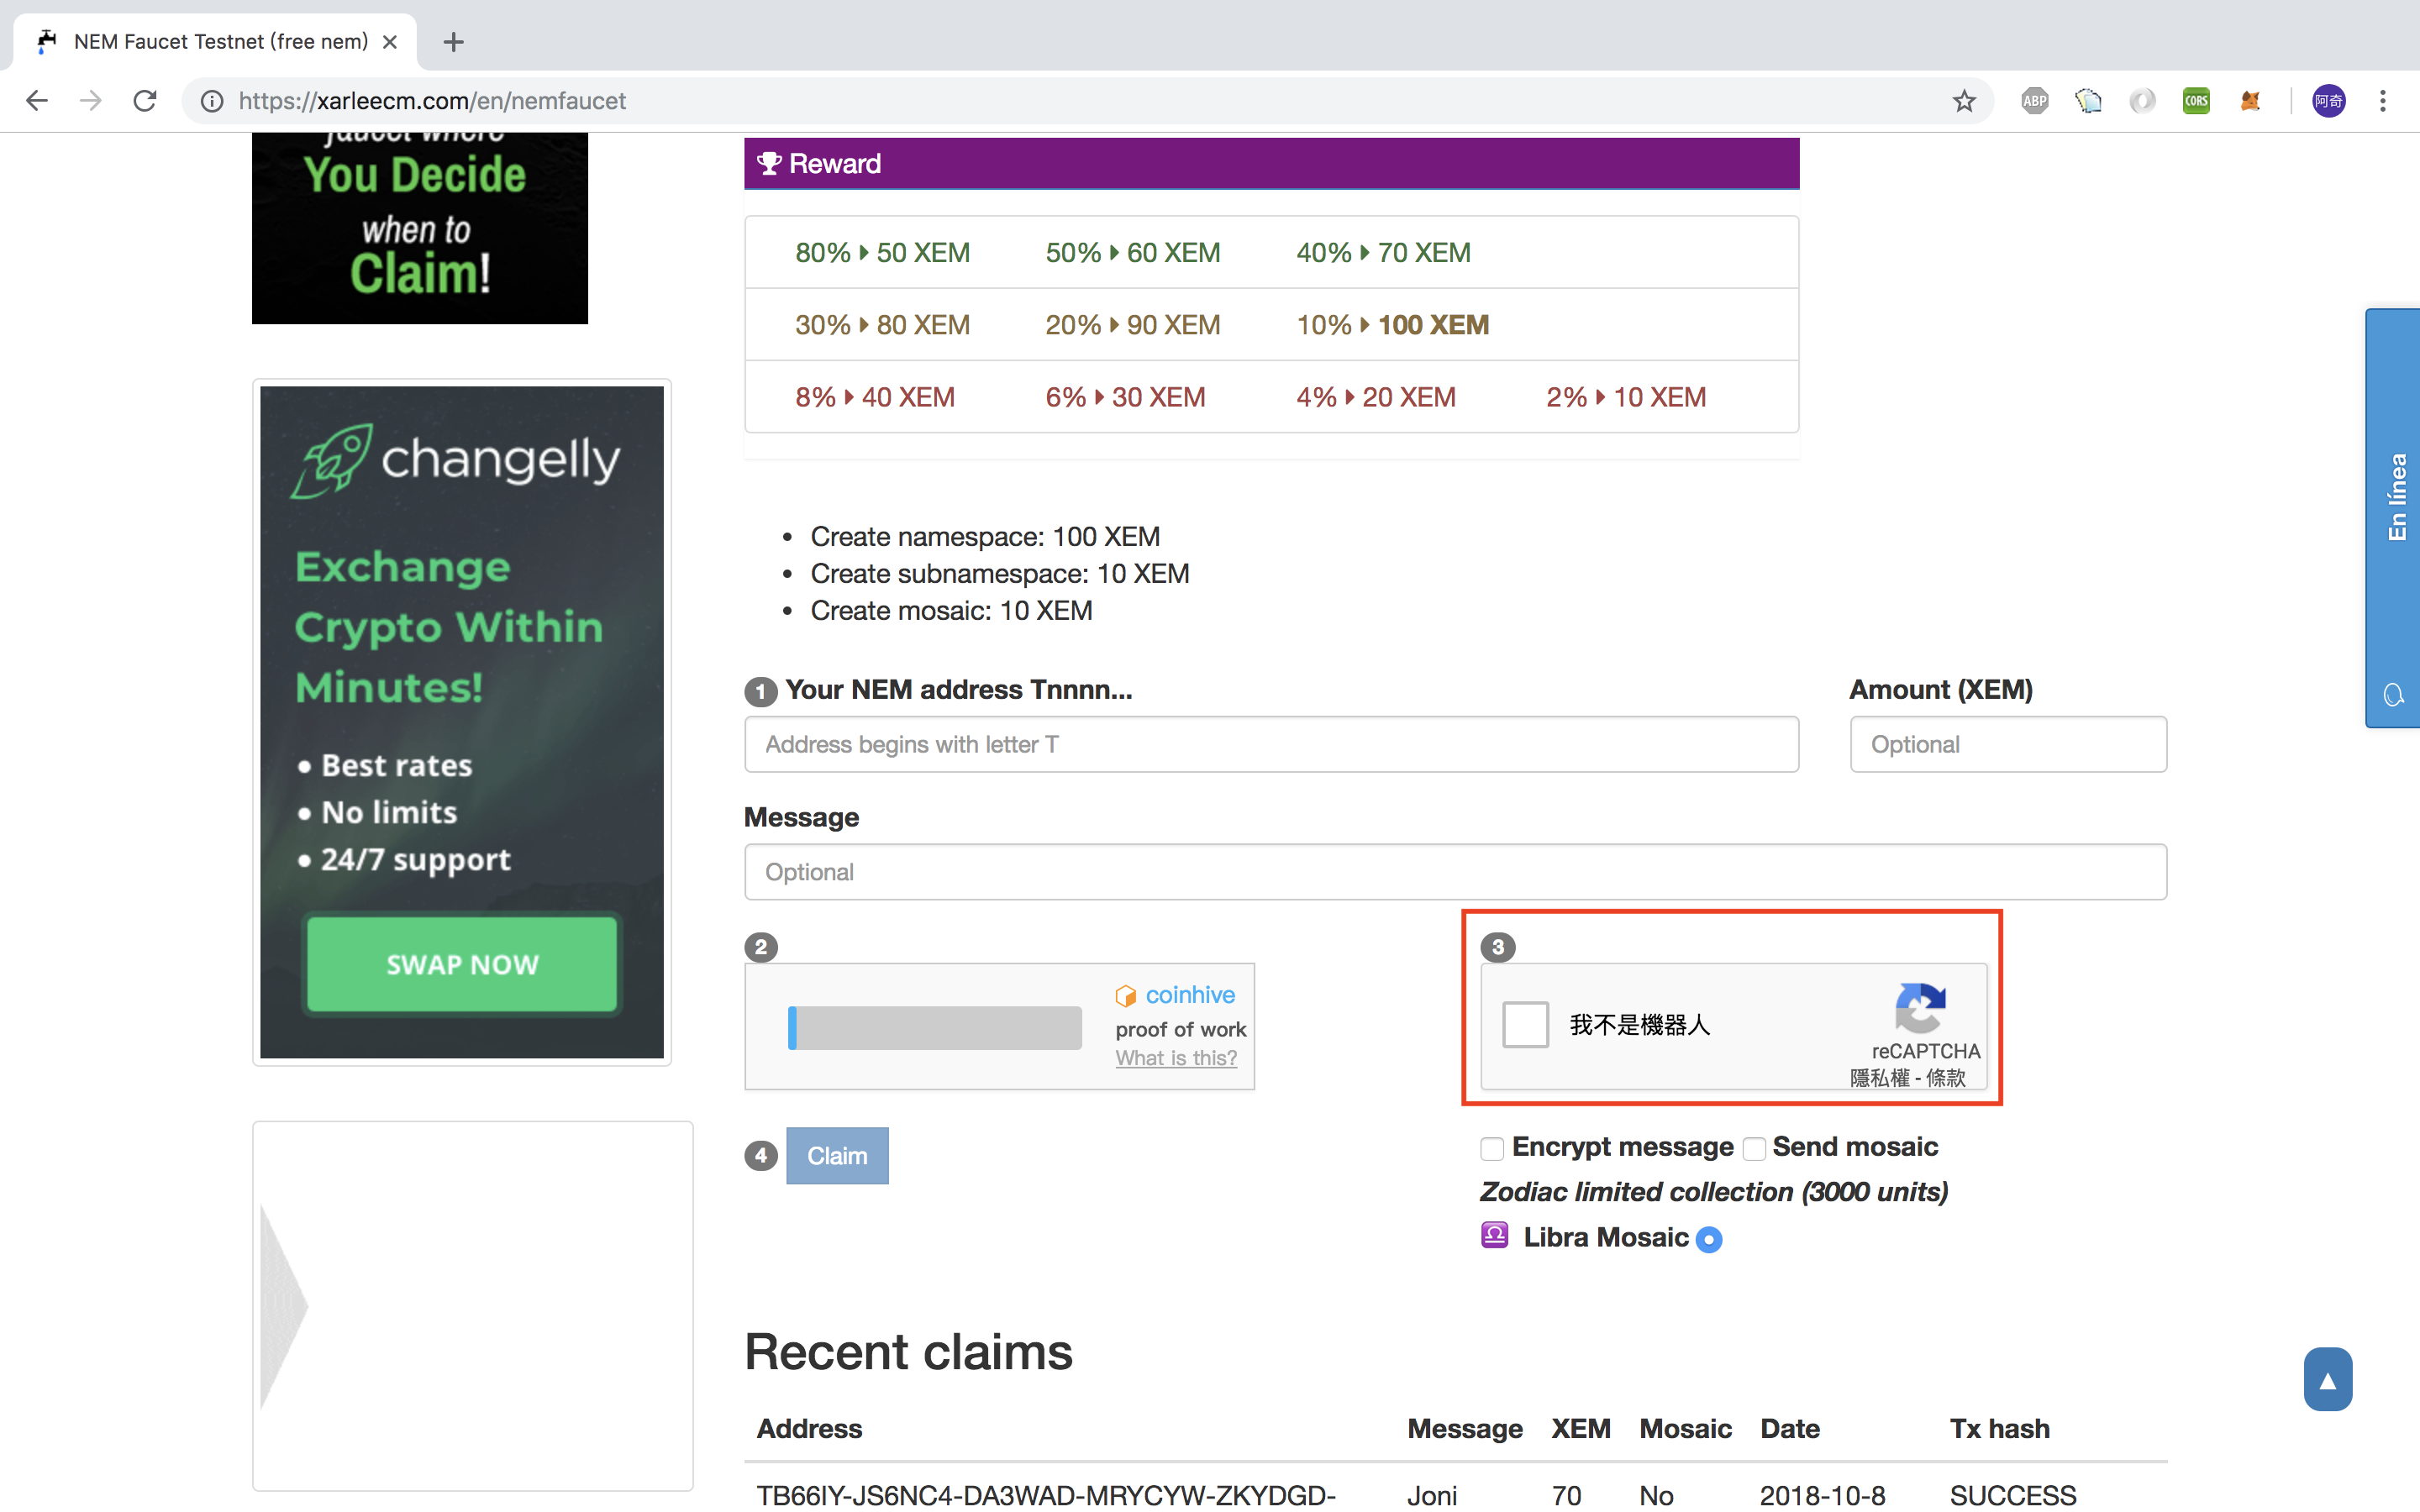 NEM Faucet Testnet (free nem)
https://xarleecm.com/en/nemfaucet
ABP
CORS
阿奇
faucet where
You Decide
when to
Claim!
changelly
Exchange
Crypto Within
Minutes!
• Best rates
• No limits
• 24/7 support
SWAP NOW
Reward
80% 50 XEM 50% 60 XEM 40% 70 XEM
30% 80 XEM 20% 90 XEM 10% 100 XEM
8% 40 XEM 6% 30 XEM 4% 20 XEM 2% 10 XEM
• Create namespace: 100 XEM
• Create subnamespace: 10 XEM
• Create mosaic: 10 XEM
1 Your NEM address Tnnnn...
Address begins with letter T
Amount (XEM)
Optional
Message
Optional
2
coinhive
proof of work
What is this?
3
我不是機器人
reCAPTCHA
隱私權 - 條款
4 Claim
Encrypt message Send mosaic
Zodiac limited collection (3000 units)
♎ Libra Mosaic
En línea
Recent claims
Address Message XEM Mosaic Date Tx hash
TB66IY-JS6NC4-DA3WAD-MRYCYW-ZKYDGD- Joni 70 No 2018-10-8 SUCCESS